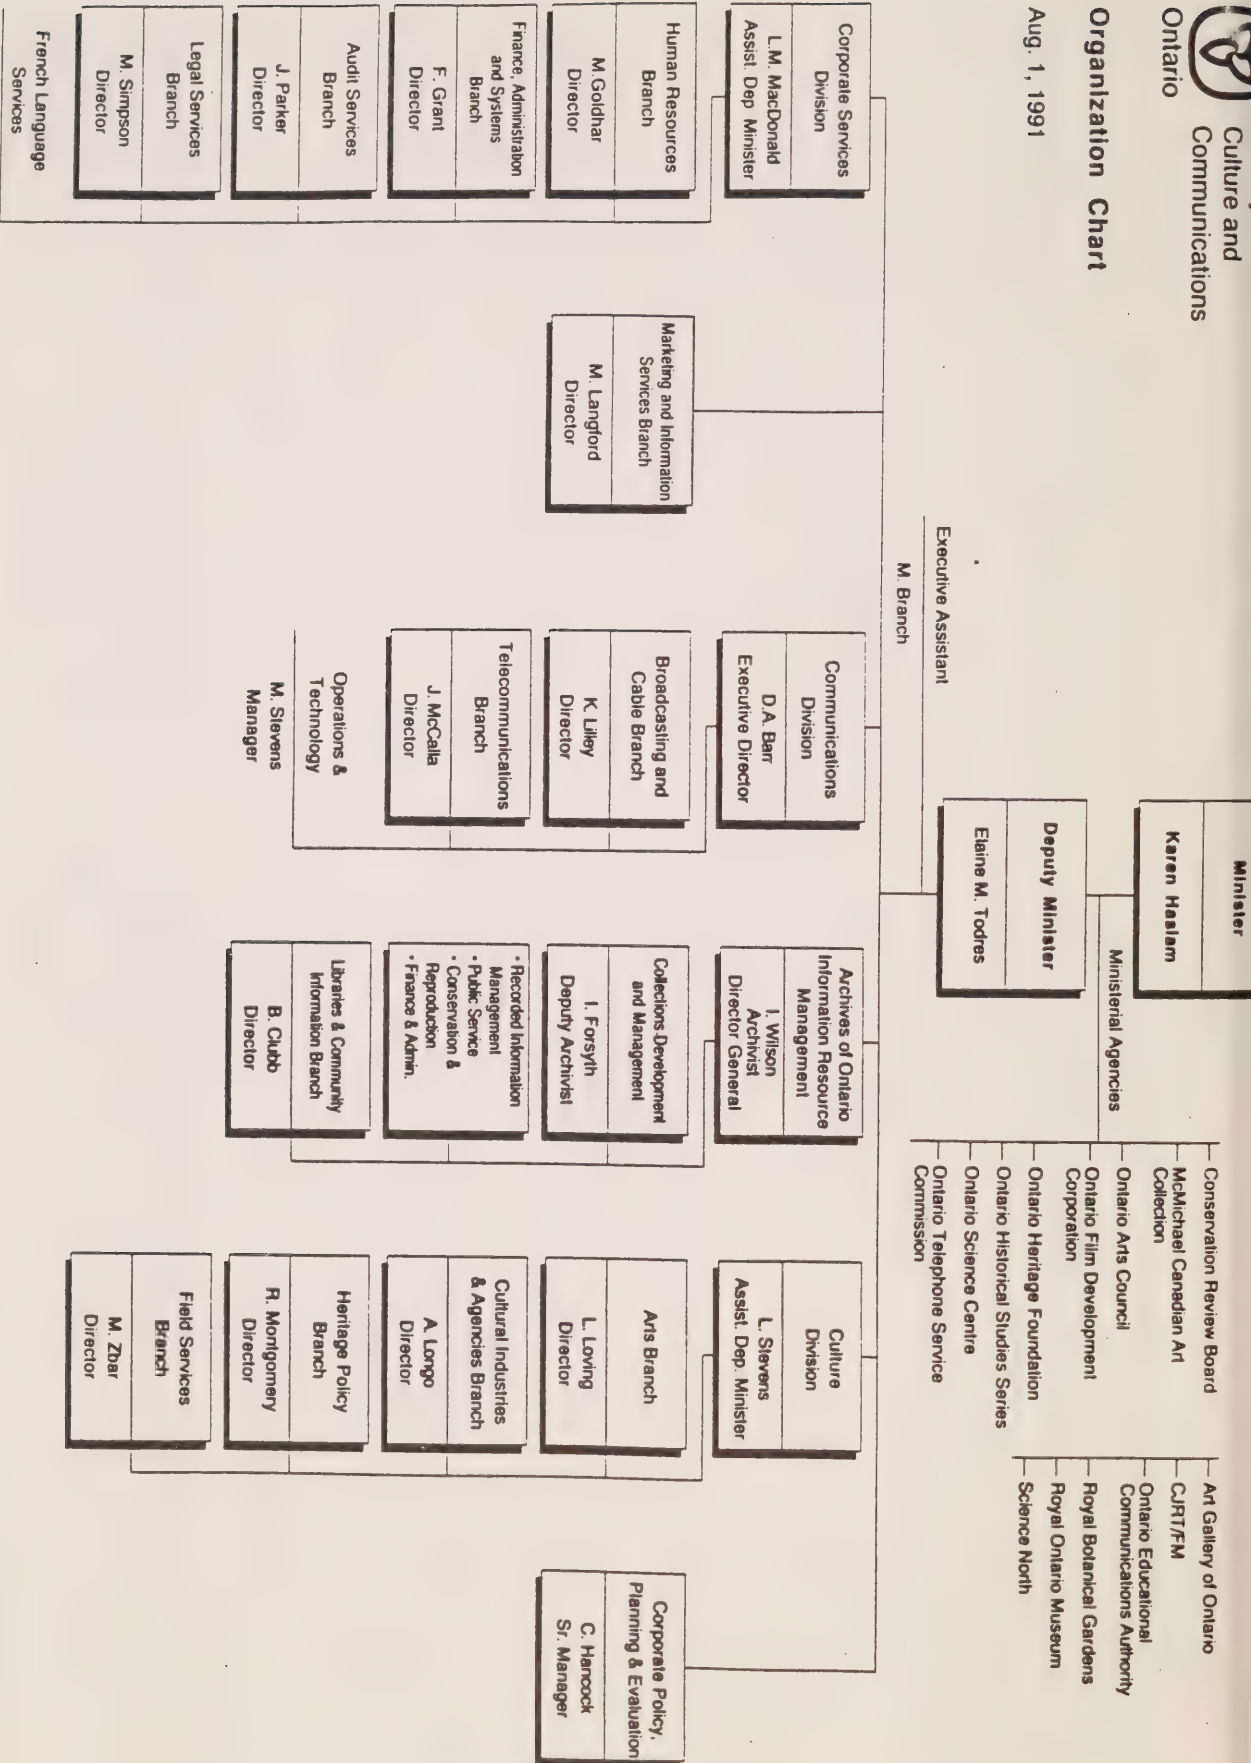 Culture and
Communications
Ontario
Organization Chart
Aug. 1, 1991
Minister
Karen Haslam
Ministerial Agencies
Conservation Review Board
McMichael Canadian Art
Collection
Ontario Arts Council
Ontario Film Development
Corporation
Ontario Heritage Foundation
Ontario Historical Studies Series
Ontario Science Centre
Ontario Telephone Service
Commission
Art Gallery of Ontario
CJRT/FM
Ontario Educational
Communications Authority
Royal Botanical Gardens
Royal Ontario Museum
Science North
Deputy Minister
Elaine M. Todres
Executive Assistant
M. Branch
Corporate Services
Division
L.M. MacDonald
Assist. Dep Minister
Human Resources
Branch
M.Goldhar
Director
Finance, Administration
and Systems
Branch
F. Grant
Director
Audit Services
Branch
J. Parker
Director
Legal Services
Branch
M. Simpson
Director
French Language
Services
Marketing and Information
Services Branch
M. Langford
Director
Communications
Division
D.A. Barr
Executive Director
Broadcasting and
Cable Branch
K. Lilley
Director
Telecommunications
Branch
J. McCalla
Director
Operations &
Technology
M. Stevens
Manager
Archives of Ontario
Information Resource
Management
I. Wilson
Archivist
Director General
Collections Development
and Management
I. Forsyth
Deputy Archivist
• Recorded Information
Management
• Public Service
• Conservation &
Reproduction
• Finance & Admin.
Libraries & Community
Information Branch
B. Clubb
Director
Culture
Division
L. Stevens
Assist. Dep. Minister
Arts Branch
L. Loving
Director
Cultural Industries
& Agencies Branch
A. Longo
Director
Heritage Policy
Branch
R. Montgomery
Director
Field Services
Branch
M. Zbar
Director
Corporate Policy,
Planning & Evaluation
C. Hancock
Sr. Manager